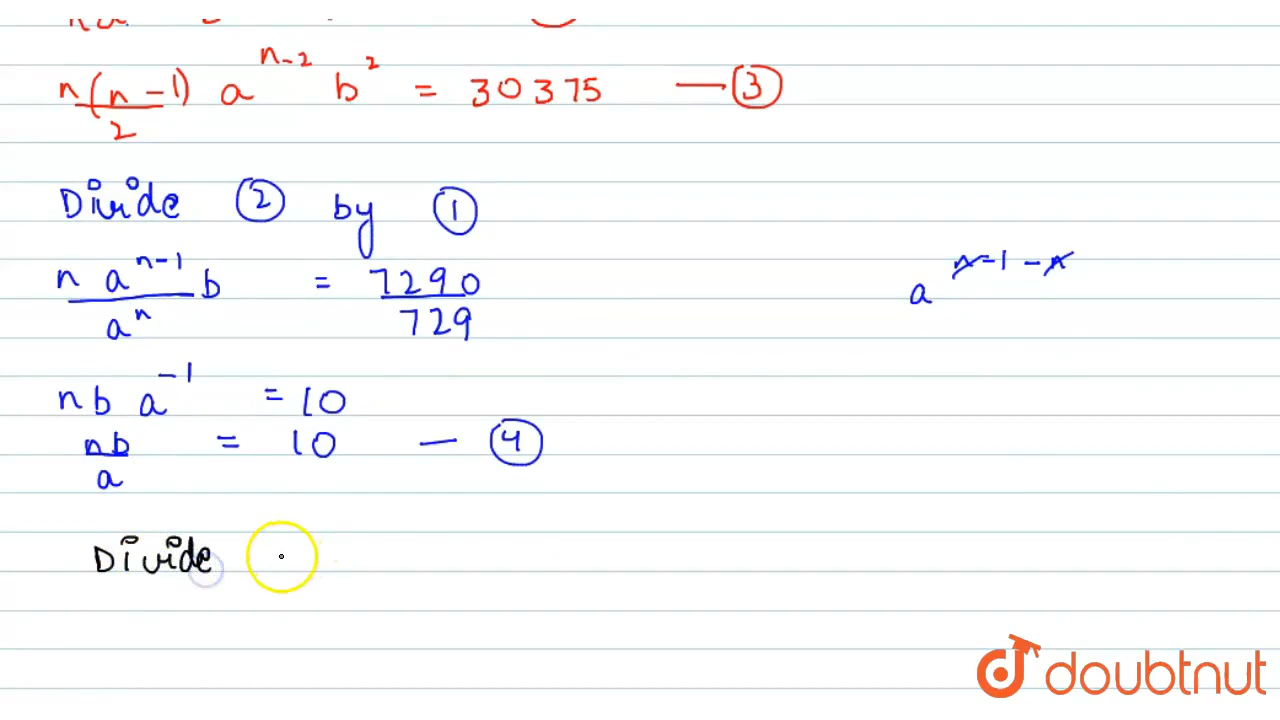 n(n-1)/2 a^(n-2) b^2 = 30375 — ③
Divide ② by ①
n a^(n-1) b / a^n = 7290/729
a^(n-1-n)
n b a^(-1) = 10
nb/a = 10 — ④
Divide
doubtnut